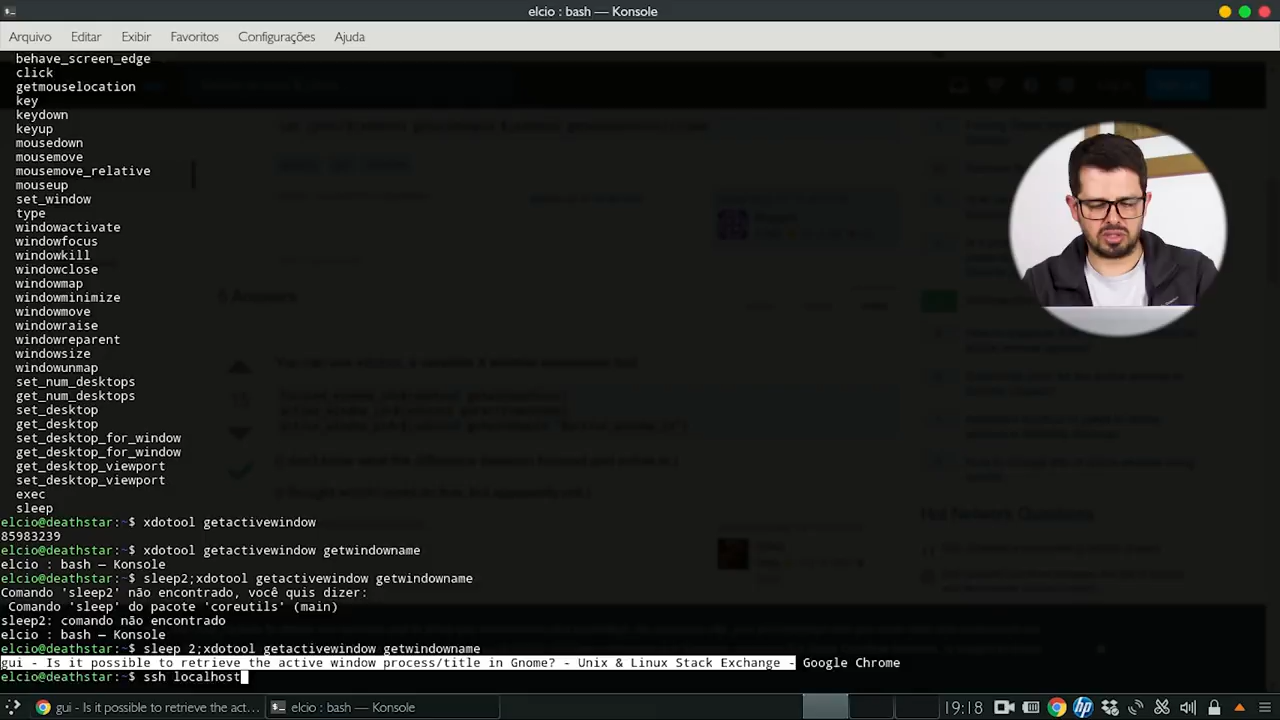 elcio : bash — Konsole
Arquivo Editar Exibir Favoritos Configurações Ajuda
behave_screen_edge
click
getmouselocation
key
keydown
keyup
mousedown
mousemove
mousemove_relative
mouseup
set_window
type
windowactivate
windowfocus
windowkill
windowclose
windowmap
windowminimize
windowmove
windowraise
windowreparent
windowsize
windowunmap
set_num_desktops
get_num_desktops
set_desktop
get_desktop
set_desktop_for_window
get_desktop_for_window
get_desktop_viewport
set_desktop_viewport
exec
sleep
elcio@deathstar:~$ xdotool getactivewindow
85983239
elcio@deathstar:~$ xdotool getactivewindow getwindowname
elcio : bash — Konsole
elcio@deathstar:~$ sleep2;xdotool getactivewindow getwindowname
Comando 'sleep2' não encontrado, você quis dizer:
Comando 'sleep' do pacote 'coreutils' (main)
sleep2: comando não encontrado
elcio : bash — Konsole
elcio@deathstar:~$ sleep 2;xdotool getactivewindow getwindowname
gui - Is it possible to retrieve the active window process/title in Gnome? - Unix & Linux Stack Exchange - Google Chrome
elcio@deathstar:~$ ssh localhost
5 Answers
Hot Network Questions
gui - Is it possible to retrieve the act... elcio : bash — Konsole 19:18